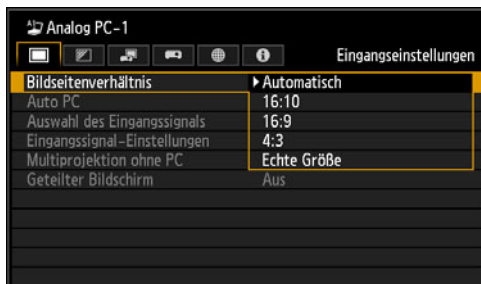 Analog PC-1
Eingangseinstellungen
Bildseitenverhältnis
Automatisch
Auto PC
16:10
Auswahl des Eingangssignals
16:9
Eingangssignal-Einstellungen
4:3
Multiprojektion ohne PC
Echte Größe
Geteilter Bildschirm
Aus